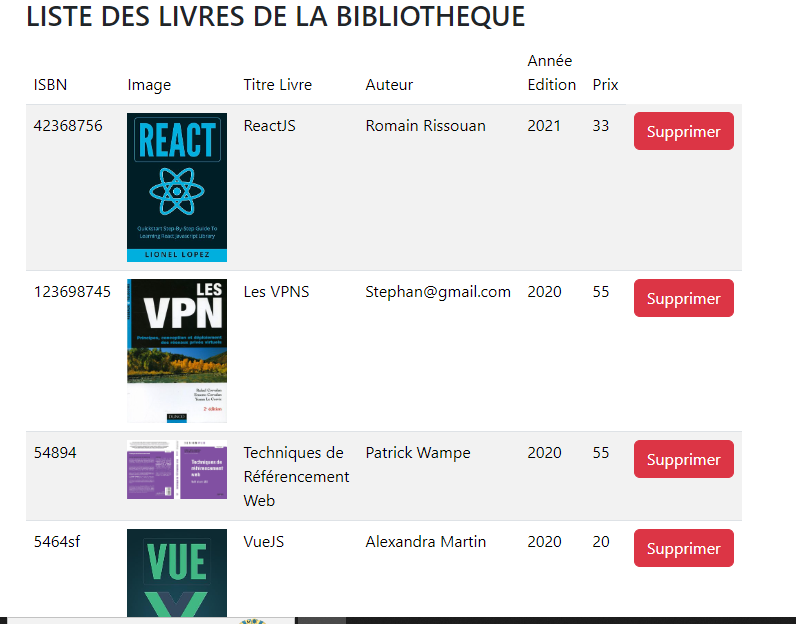 LISTE DES LIVRES DE LA BIBLIOTHEQUE
ISBN Image Titre Livre Auteur Année Edition Prix
42368756 ReactJS Romain Rissouan 2021 33 Supprimer
REACT
Quickstart Step-By-Step Guide To
Learning React Javascript Library
LIONEL LOPEZ
123698745 Les VPNS Stephan@gmail.com 2020 55 Supprimer
LES
VPN
Principes, conception et déploiement
des réseaux privés virtuels
2e édition
DUNOD
54894 Techniques de Référencement Web Patrick Wampe 2020 55 Supprimer
Techniques de
référencement
web
5464sf VueJS Alexandra Martin 2020 20 Supprimer
VUE